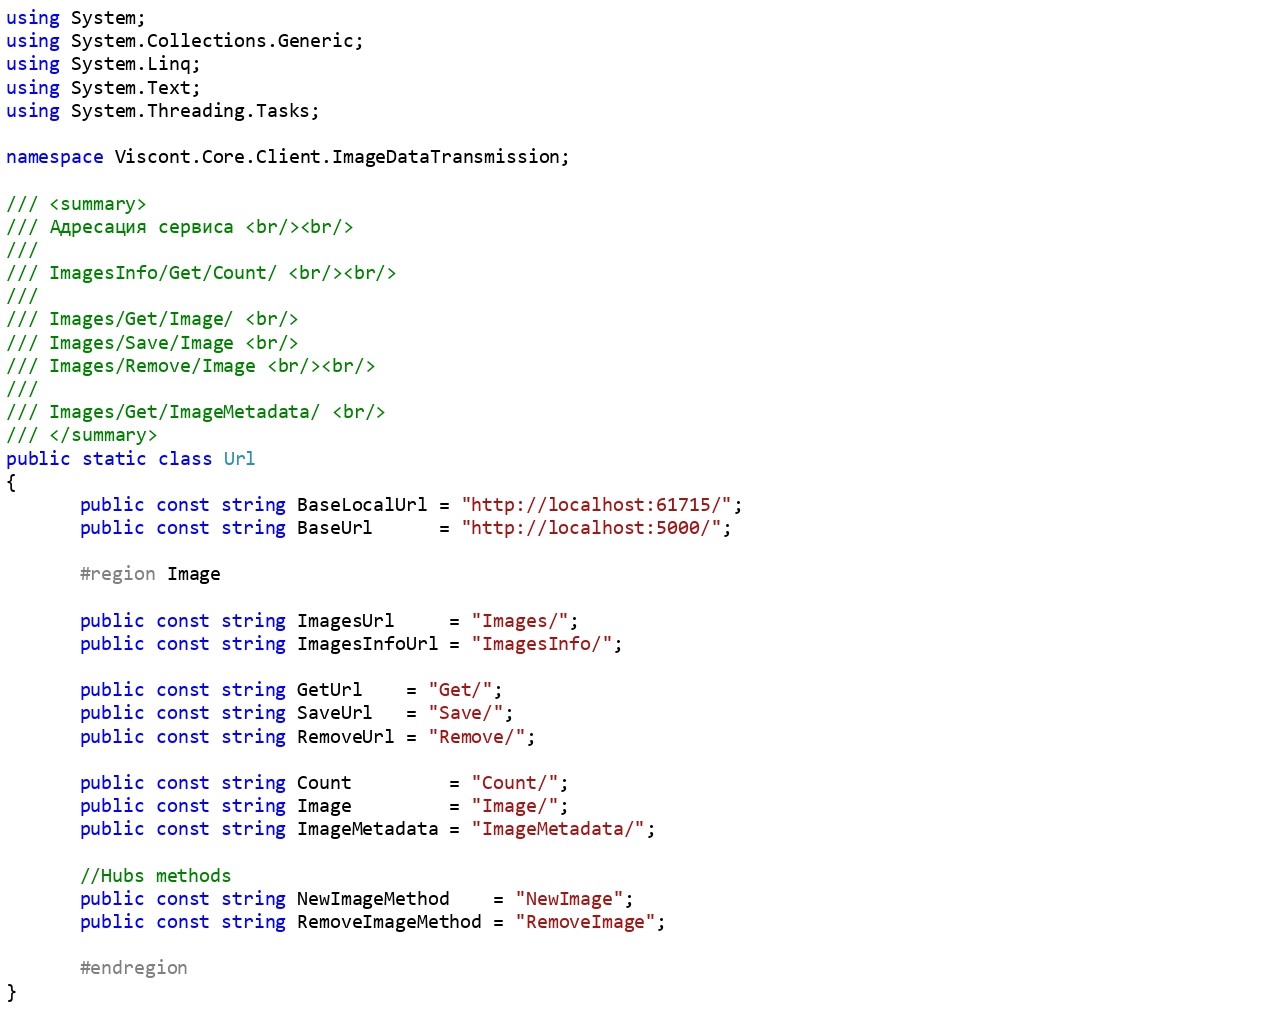 using System;
using System.Collections.Generic;
using System.Linq;
using System.Text;
using System.Threading.Tasks;
namespace Viscont.Core.Client.ImageDataTransmission;
/// <summary>
/// Адресация сервиса <br/><br/>
///
/// ImagesInfo/Get/Count/ <br/><br/>
///
/// Images/Get/Image/ <br/>
/// Images/Save/Image <br/>
/// Images/Remove/Image <br/><br/>
///
/// Images/Get/ImageMetadata/ <br/>
/// </summary>
public static class Url
{
public const string BaseLocalUrl = "http://localhost:61715/";
public const string BaseUrl      = "http://localhost:5000/";
#region Image
public const string ImagesUrl     = "Images/";
public const string ImagesInfoUrl = "ImagesInfo/";
public const string GetUrl    = "Get/";
public const string SaveUrl   = "Save/";
public const string RemoveUrl = "Remove/";
public const string Count         = "Count/";
public const string Image         = "Image/";
public const string ImageMetadata = "ImageMetadata/";
//Hubs methods
public const string NewImageMethod    = "NewImage";
public const string RemoveImageMethod = "RemoveImage";
#endregion
}